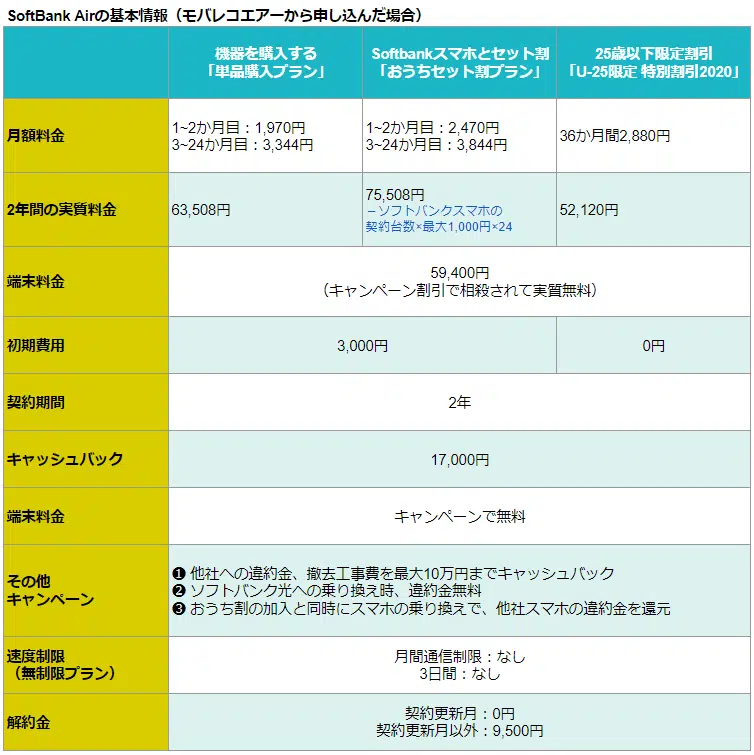 SoftBank Airの基本情報（モバレコエアーから申し込んだ場合）
機器を購入する
「単品購入プラン」
Softbankスマホとセット割
「おうちセット割プラン」
25歳以下限定割引
「U-25限定 特別割引2020」
月額料金
1~2か月目：1,970円
3~24か月目：3,344円
1~2か月目：2,470円
3~24か月目：3,844円
36か月間2,880円
2年間の実質料金
63,508円
75,508円
－ソフトバンクスマホの
契約台数×最大1,000円×24
52,120円
端末料金
59,400円
（キャンペーン割引で相殺されて実質無料）
初期費用
3,000円
0円
契約期間
2年
キャッシュバック
17,000円
端末料金
キャンペーンで無料
その他
キャンペーン
❶ 他社への違約金、撤去工事費を最大10万円までキャッシュバック
❷ ソフトバンク光への乗り換え時、違約金無料
❸ おうち割の加入と同時にスマホの乗り換えで、他社スマホの違約金を還元
速度制限
（無制限プラン）
月間通信制限：なし
3日間：なし
解約金
契約更新月：0円
契約更新月以外：9,500円